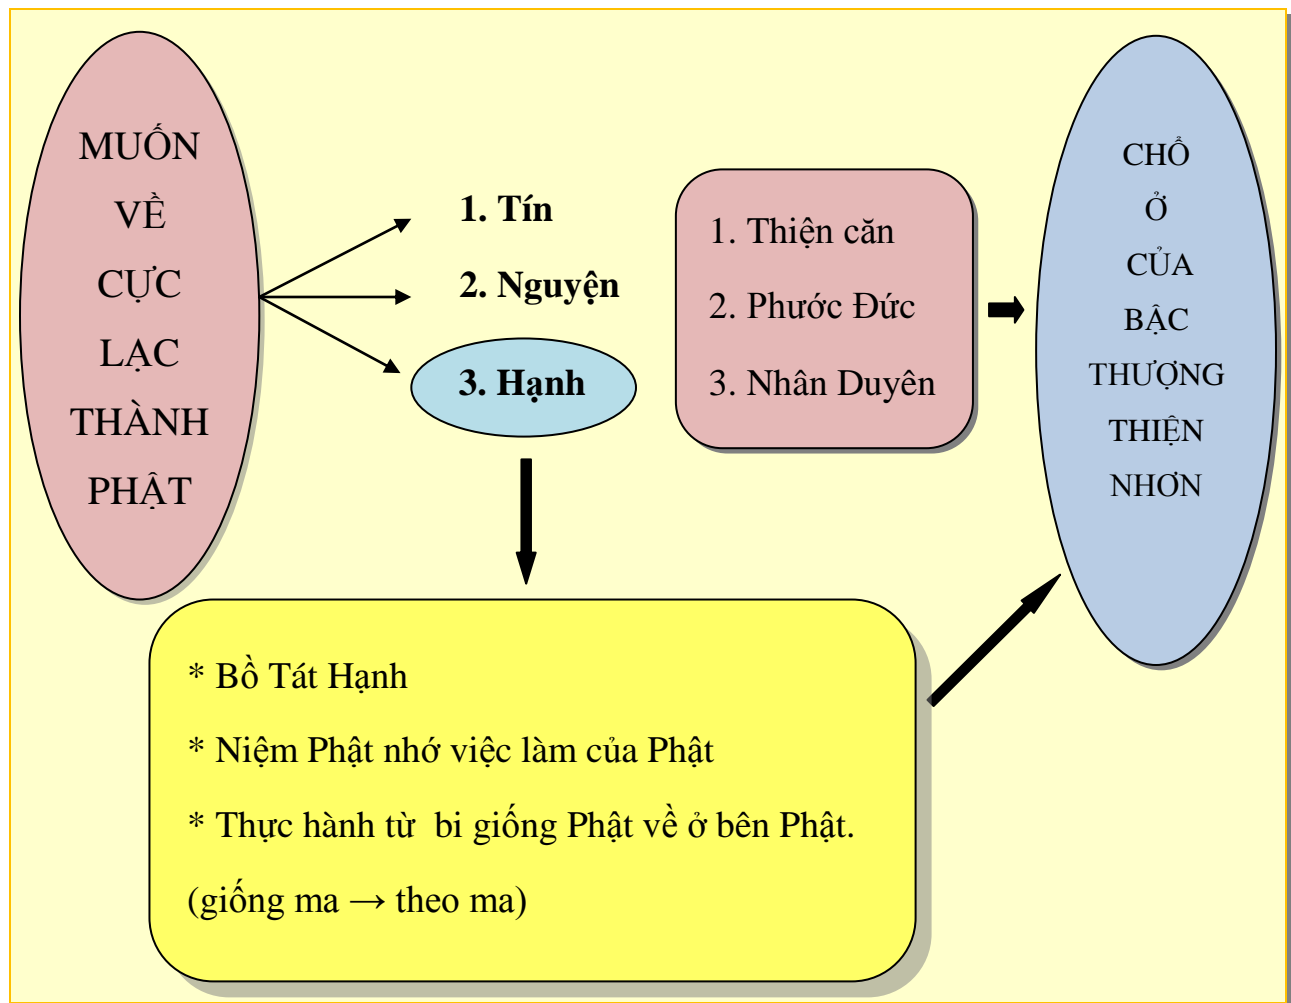 MUỐN
VỀ
CỰC
LẠC
THÀNH
PHẬT
1. Tín
2. Nguyện
3. Hạnh
1. Thiện căn
2. Phước Đức
3. Nhân Duyên
CHỔ
Ở
CỦA
BẬC
THƯỢNG
THIỆN
NHƠN
* Bồ Tát Hạnh
* Niệm Phật nhớ việc làm của Phật
* Thực hành từ bi giống Phật về ở bên Phật.
(giống ma → theo ma)